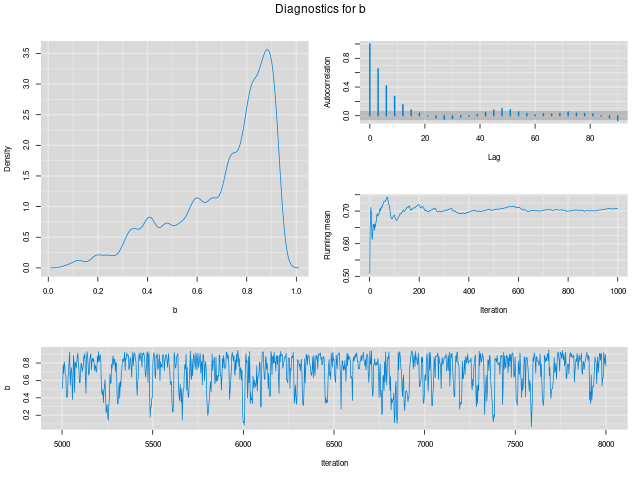 Diagnostics for b
Density
0.0 0.5 1.0 1.5 2.0 2.5 3.0 3.5
0.0 0.2 0.4 0.6 0.8 1.0
b
Autocorrelation
0.0 0.4 0.8
0 20 40 60 80
Lag
Running mean
0.50 0.60 0.70
0 200 400 600 800 1000
Iteration
b
0.2 0.4 0.6 0.8
5000 5500 6000 6500 7000 7500 8000
Iteration